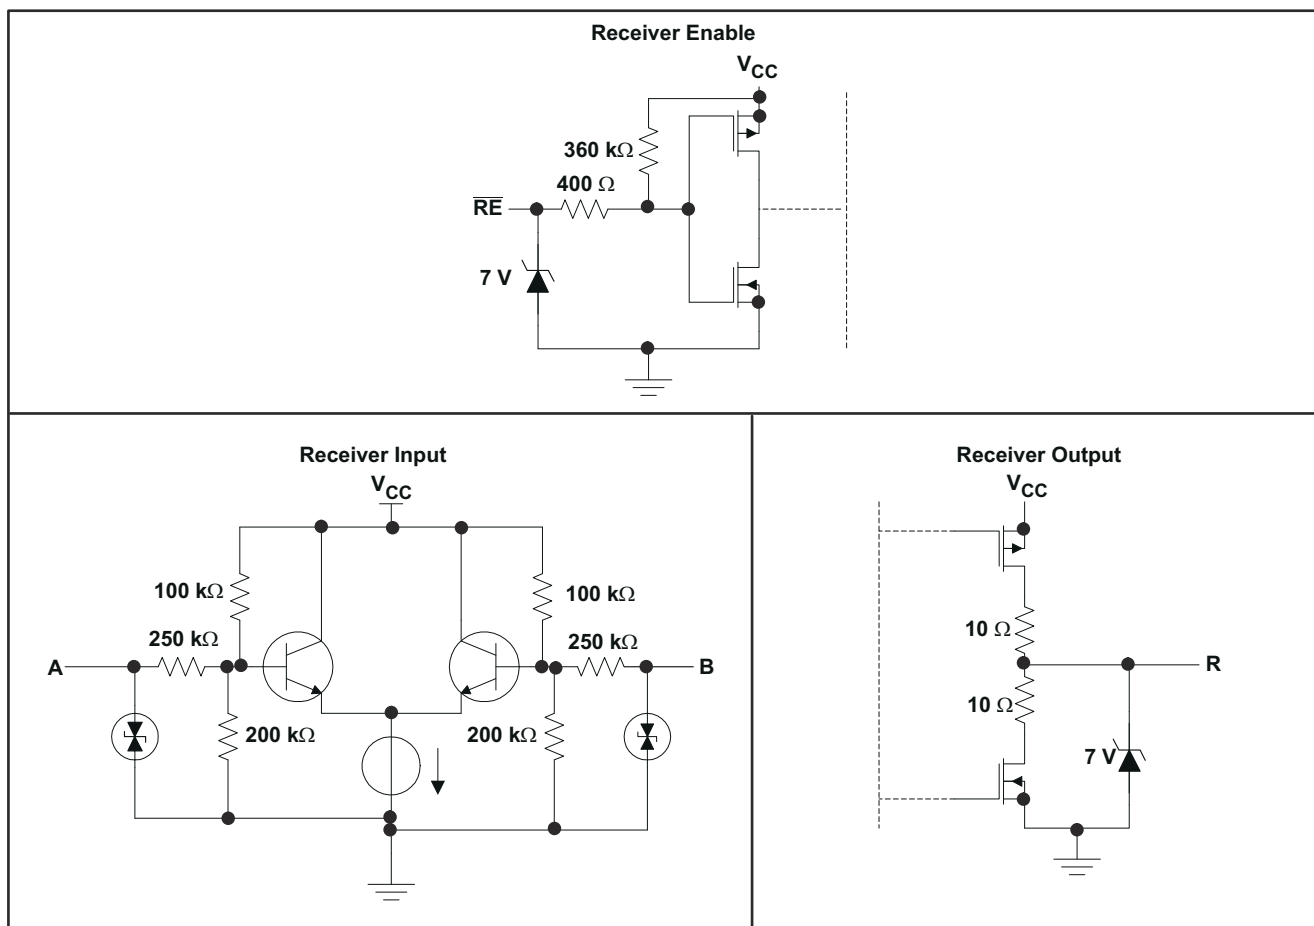 Receiver Enable
VCC
360 kΩ
400 Ω
RE
7 V
Receiver Input
VCC
100 kΩ
100 kΩ
250 kΩ
250 kΩ
A
B
200 kΩ
200 kΩ
Receiver Output
VCC
10 Ω
R
10 Ω
7 V